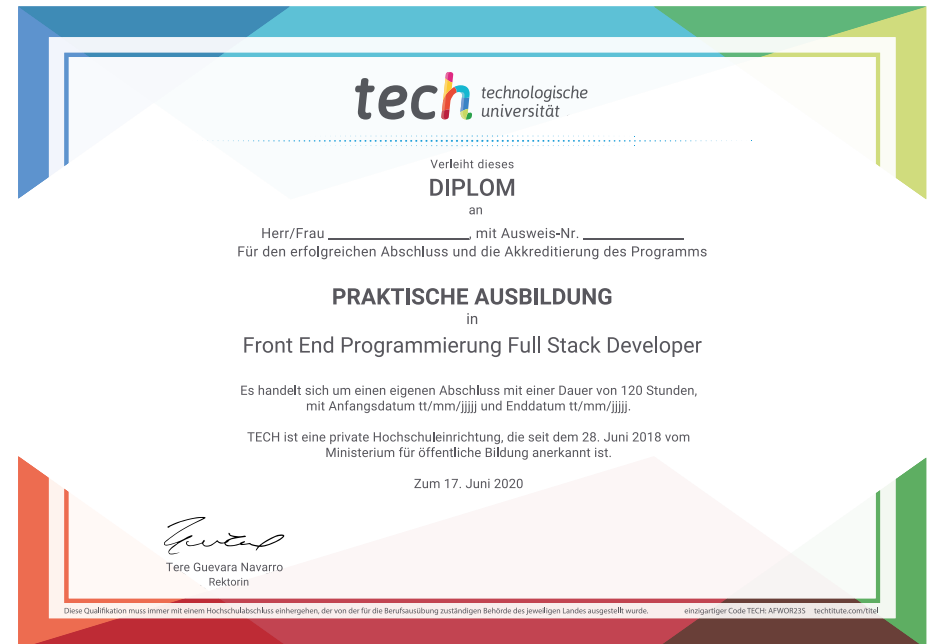 tech technologische
universität
Verleiht dieses
DIPLOM
an
Herr/Frau ____________________, mit Ausweis-Nr. ______________
Für den erfolgreichen Abschluss und die Akkreditierung des Programms
PRAKTISCHE AUSBILDUNG
in
Front End Programmierung Full Stack Developer
Es handelt sich um einen eigenen Abschluss mit einer Dauer von 120 Stunden,
mit Anfangsdatum tt/mm/jjjjj und Enddatum tt/mm/jjjjj.
TECH ist eine private Hochschuleinrichtung, die seit dem 28. Juni 2018 vom
Ministerium für öffentliche Bildung anerkannt ist.
Zum 17. Juni 2020
Tere Guevara Navarro
Rektorin
Diese Qualifikation muss immer mit einem Hochschulabschluss einhergehen, der von der für die Berufsausübung zuständigen Behörde des jeweiligen Landes ausgestellt wurde. einzigartiger Code TECH: AFWOR23S techtitute.com/titel